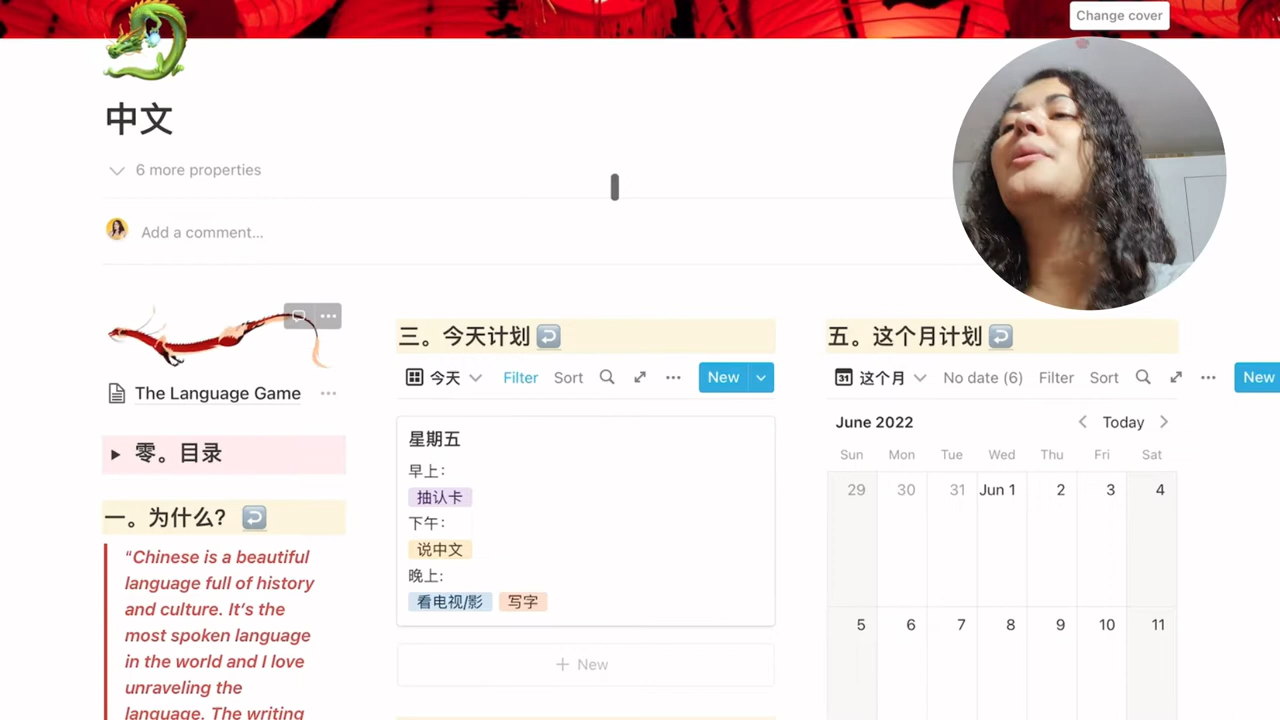 Change cover
中文
6 more properties
Add a comment...
The Language Game
零。目录
一。为什么?
"Chinese is a beautiful
language full of history
and culture. It's the
most spoken language
in the world and I love
unraveling the
language. The writing
三。今天计划
今天 Filter Sort New
星期五
早上:
抽认卡
下午:
说中文
晚上:
看电视/影 写字
+ New
五。这个月计划
31 这个月 No date (6) Filter Sort New
June 2022 Today
Sun Mon Tue Wed Thu Fri Sat
29 30 31 Jun 1 2 3 4
5 6 7 8 9 10 11